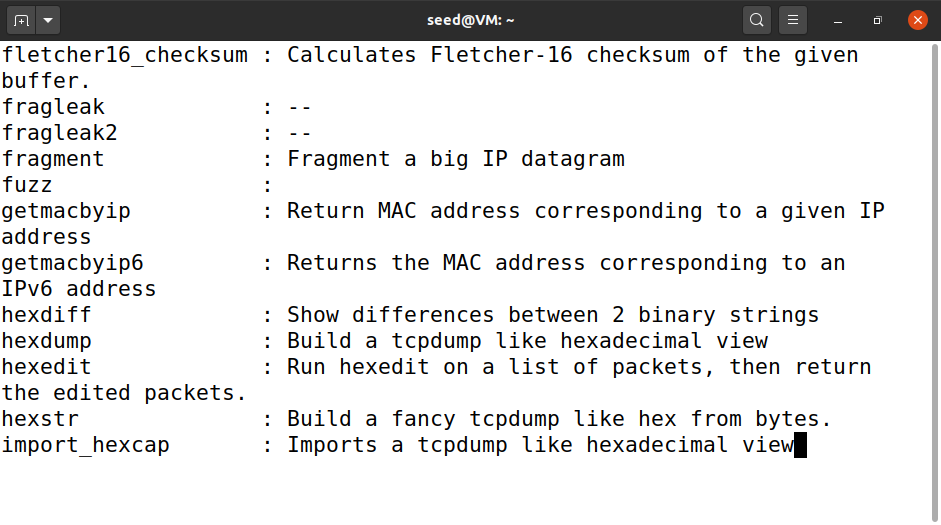 seed@VM: ~
fletcher16_checksum : Calculates Fletcher-16 checksum of the given
buffer.
fragleak            : --
fragleak2           : --
fragment            : Fragment a big IP datagram
fuzz                :
getmacbyip          : Return MAC address corresponding to a given IP
address
getmacbyip6         : Returns the MAC address corresponding to an
IPv6 address
hexdiff             : Show differences between 2 binary strings
hexdump             : Build a tcpdump like hexadecimal view
hexedit             : Run hexedit on a list of packets, then return
the edited packets.
hexstr              : Build a fancy tcpdump like hex from bytes.
import_hexcap       : Imports a tcpdump like hexadecimal view